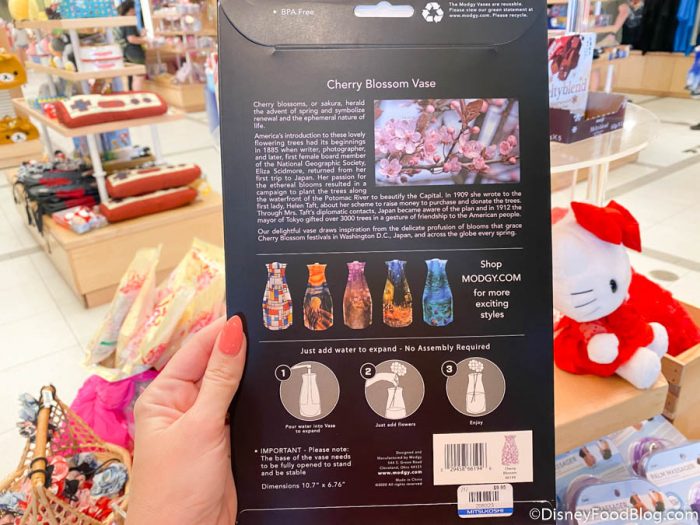 • BPA Free
The Modgy Vases are reusable.
Please view our green statement at
www.modgy.com. Please recycle.
Cherry Blossom Vase
Cherry blossoms, or sakura, herald
the advent of spring and symbolize
renewal and the ephemeral nature of
life.
America's introduction to these lovely
flowering trees had its beginnings
in 1885 when writer, photographer,
and later, first female board member
of the National Geographic Society,
Eliza Scidmore, returned from her
first trip to Japan. Her passion for
the ethereal blooms resulted in a
campaign to plant the trees along
the waterfront of the Potomac River to beautify the Capital. In 1909 she wrote to the
first lady, Helen Taft, about her scheme to raise money to purchase and donate the trees.
Through Mrs. Taft's diplomatic contacts, Japan became aware of the plan and in 1912 the
mayor of Tokyo gifted over 3000 trees in a gesture of friendship to the American people.
Our delightful vase draws inspiration from the delicate profusion of blooms that grace
Cherry Blossom festivals in Washington D.C., Japan, and across the globe every spring.
Shop
MODGY.COM
for more
exciting
styles
Just add water to expand - No Assembly Required
1
2
3
Pour water into Vase
to expand
Just add flowers
Enjoy
• IMPORTANT - Please note:
The base of the vase needs
to be fully opened to stand
and be stable
Dimensions 10.7" x 6.76"
Designed and
Manufactured by Modgy
Cleveland, Ohio
www.modgy.com
Made in China
Cherry
Blossom
$9.95
MITSUKOSHI
©DisneyFoodBlog.com